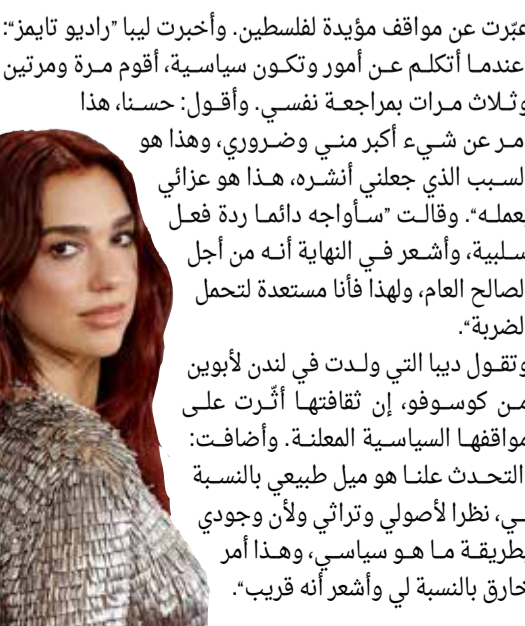 عبّرت عن مواقف مؤيدة لفلسطين. وأخبرت ليبا "راديو تايمز":
عندما أتكلم عن أمور وتكون سياسية، أقوم مرة ومرتين
وثلاث مرات بمراجعة نفسي. وأقول: حسنا، هذا
مر عن شيء أكبر مني وضروري، وهذا هو
لسبب الذي جعلني أنشره، هذا هو عزائي
بعمله". وقالت "سأواجه دائما ردة فعل
سلبية، وأشعر في النهاية أنه من أجل
لصالح العام، ولهذا فأنا مستعدة لتحمل
لضربة".
وتقول ديبا التي ولدت في لندن لأبوين
من كوسوفو، إن ثقافتها أثّرت على
مواقفها السياسية المعلنة. وأضافت:
التحدث علنا هو ميل طبيعي بالنسبة
ـي، نظرا لأصولي وتراثي ولأن وجودي
بطريقة ما هو سياسي، وهذا أمر
خارق بالنسبة لي وأشعر أنه قريب".